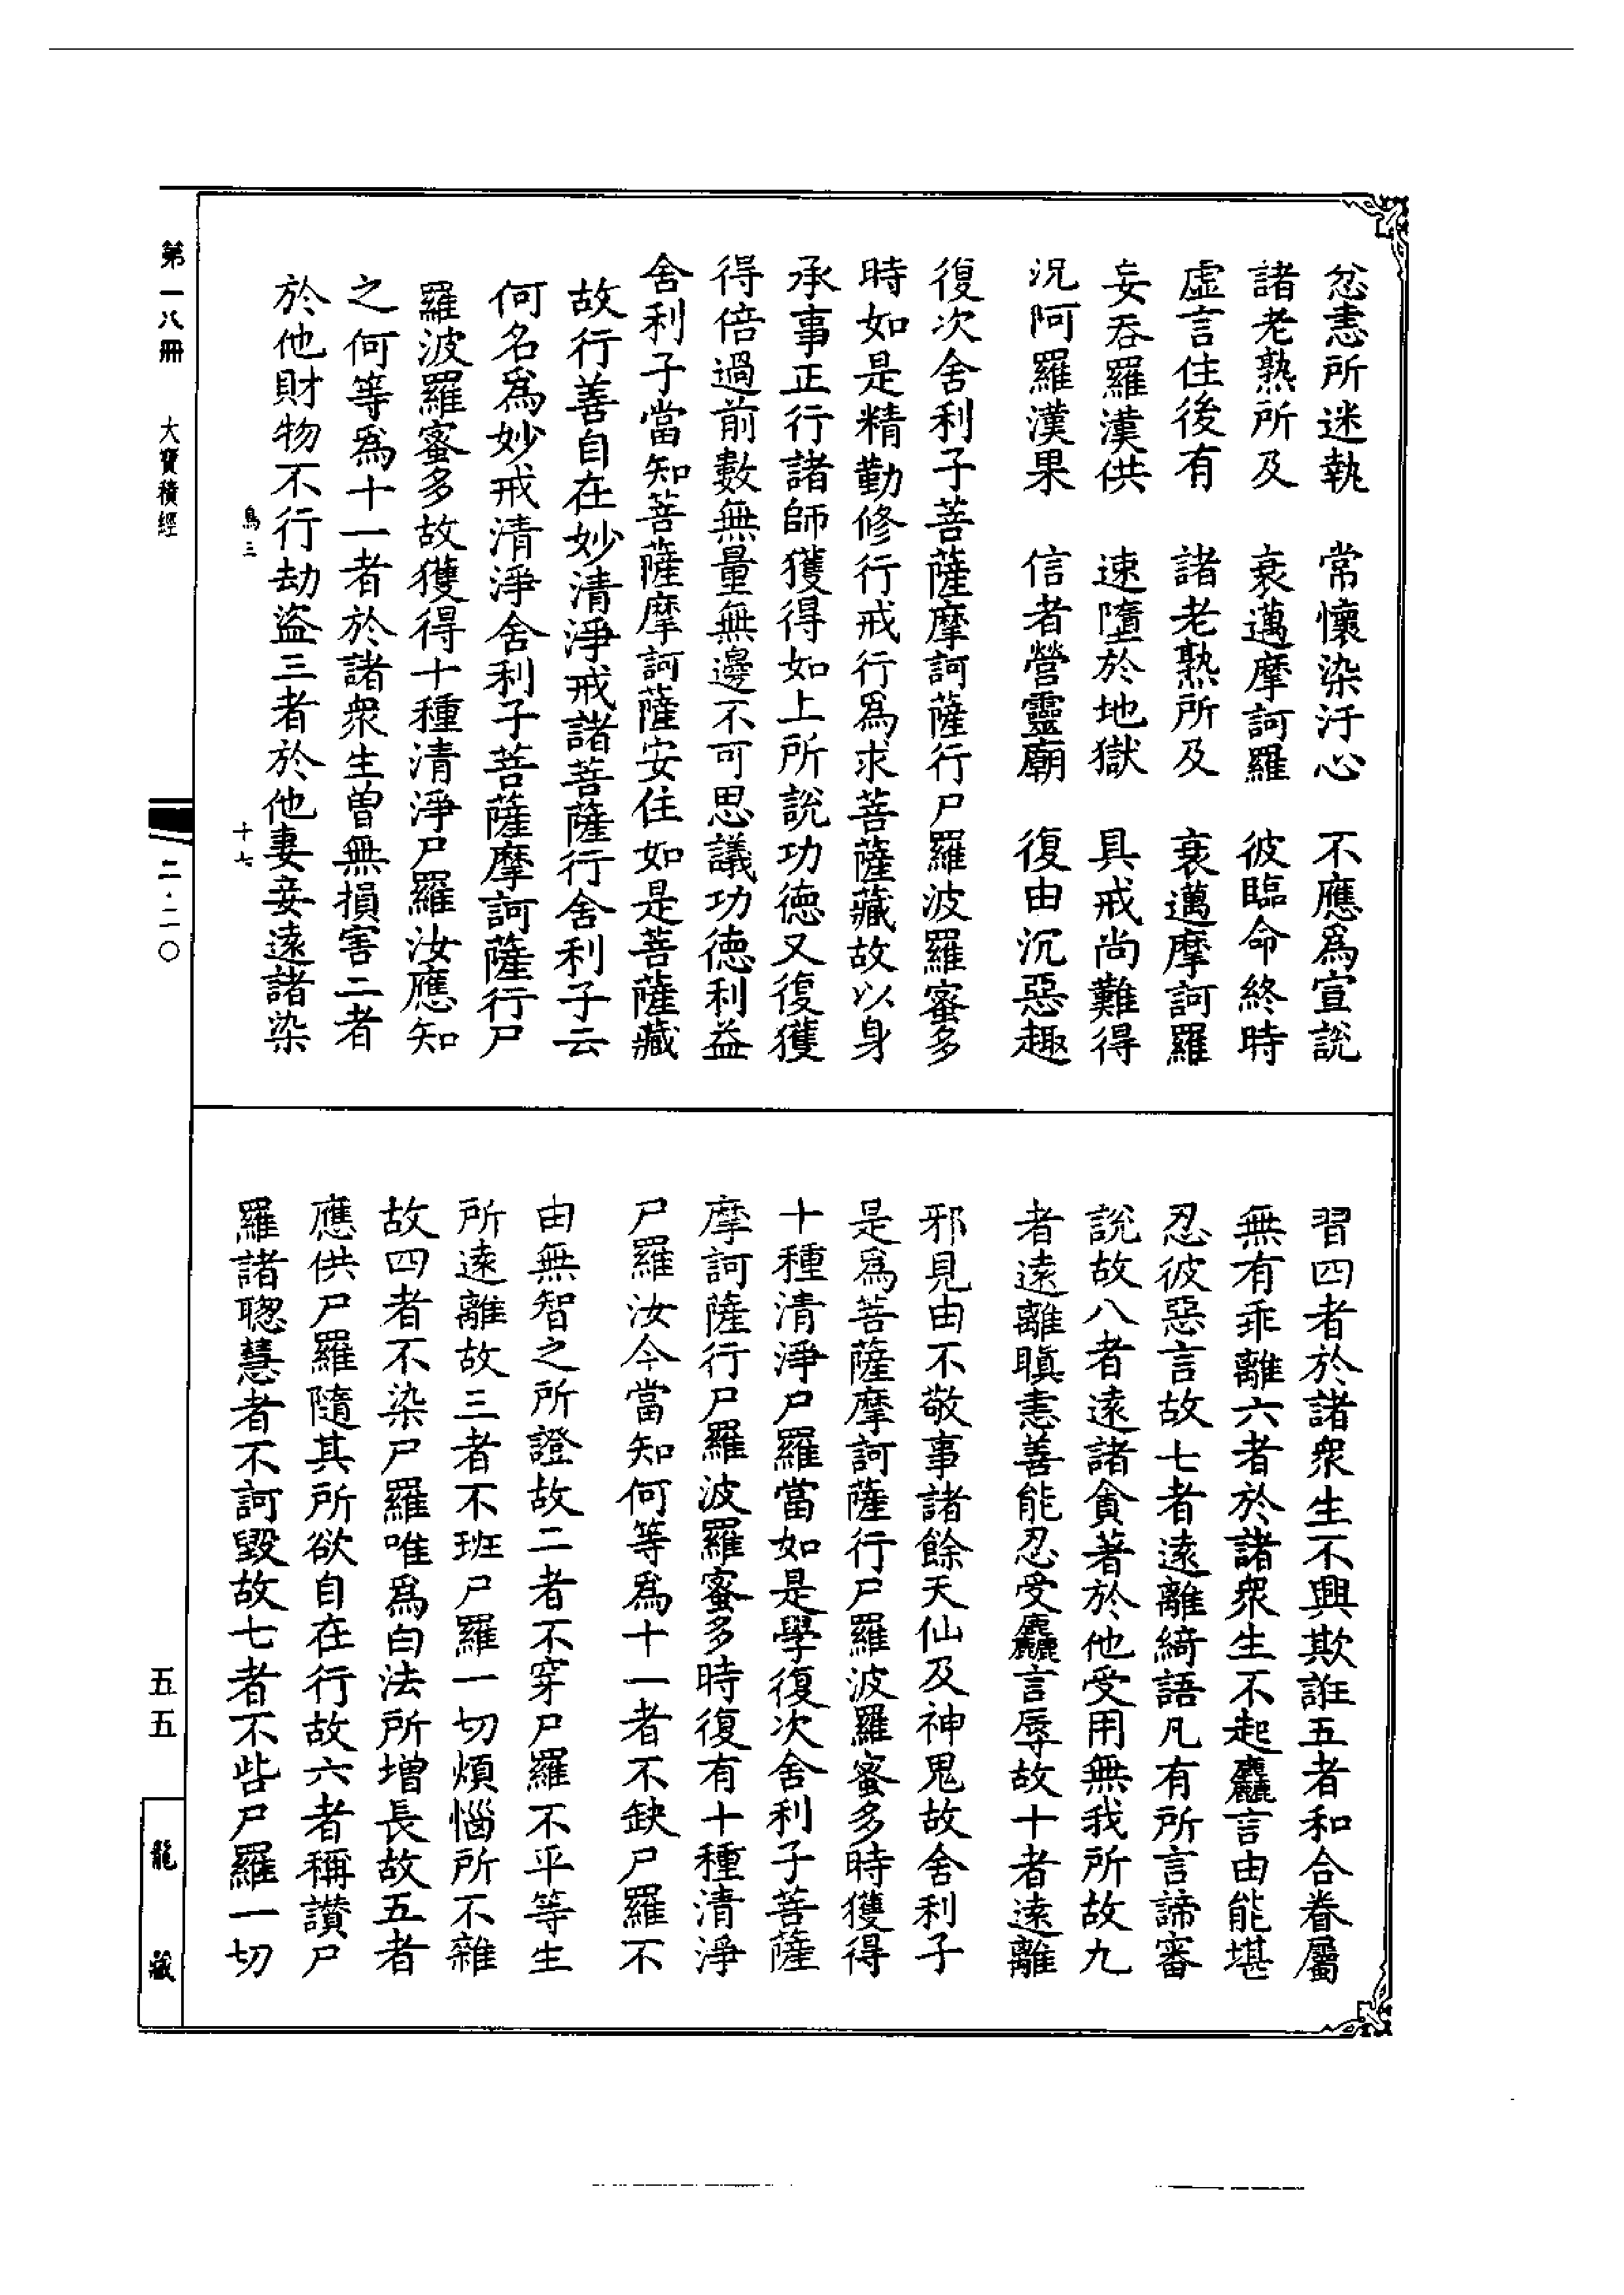 忿恚所迷執　常懷染汙心　不應爲宣說
諸老熟所及　衰邁摩訶羅　彼臨命終時
虛言住後有　諸老熟所及　衰邁摩訶羅
妄吞羅漢供　速墮於地獄　具戒尚難得
況阿羅漢果　信者營靈廟　復由沉惡趣
復次舍利子菩薩摩訶薩行尸羅波羅蜜多
時如是精勤修行戒行爲求菩薩藏故以身
承事正行諸師獲得如上所說功德又復獲
得倍過前數無量無邊不可思議功德利益
舍利子當知菩薩摩訶薩安住如是菩薩藏
故行善自在妙清淨戒諸菩薩行舍利子云
何名爲妙戒清淨舍利子菩薩摩訶薩行尸
羅波羅蜜多故獲得十種清淨尸羅汝應知
之何等爲十一者於諸衆生曾無損害二者
於他財物不行劫盜三者於他妻妾遠諸染
鳥三　十七
習四者於諸衆生不興欺誑五者和合眷屬
無有乖離六者於諸衆生不起麤言由能堪
忍彼惡言故七者遠離綺語凡有所言諦審
說故八者遠諸貪著於他受用無我所故九
者遠離瞋恚善能忍受麤言辱故十者遠離
邪見由不敬事諸餘天仙及神鬼故舍利子
是爲菩薩摩訶薩行尸羅波羅蜜多時獲得
十種清淨尸羅當如是學復次舍利子菩薩
摩訶薩行尸羅波羅蜜多時復有十種清淨
尸羅汝今當知何等爲十一者不缺尸羅不
由無智之所證故二者不穿尸羅不平等生
所遠離故三者不班尸羅一切煩惱所不雜
故四者不染尸羅唯爲白法所增長故五者
應供尸羅隨其所欲自在行故六者稱讚尸
羅諸聰慧者不訶毀故七者不呰尸羅一切
第一八冊　大寶積經　二·二〇　五五　龍藏